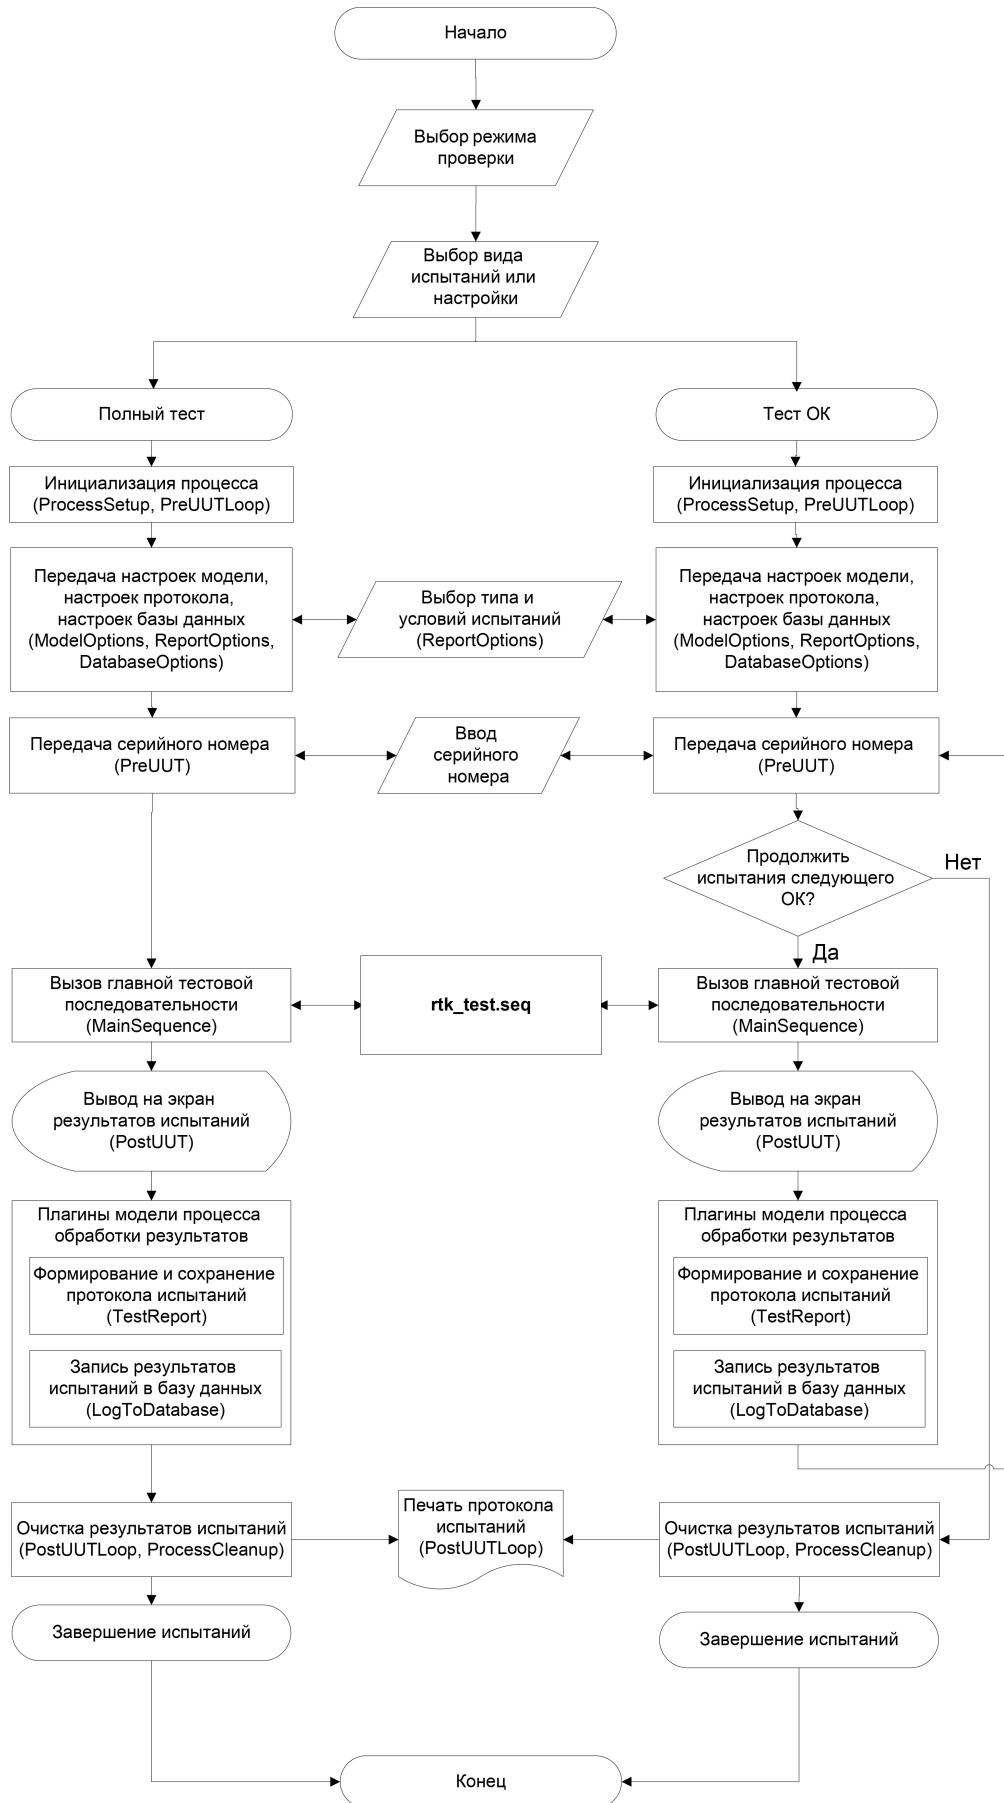 Начало
Выбор режима
проверки
Выбор вида
испытаний или
настройки
Полный тест
Тест ОК
Инициализация процесса
(ProcessSetup, PreUUTLoop)
Инициализация процесса
(ProcessSetup, PreUUTLoop)
Передача настроек модели,
настроек протокола,
настроек базы данных
(ModelOptions, ReportOptions,
DatabaseOptions)
Выбор типа и
условий испытаний
(ReportOptions)
Передача настроек модели,
настроек протокола,
настроек базы данных
(ModelOptions, ReportOptions,
DatabaseOptions)
Передача серийного номера
(PreUUT)
Ввод
серийного
номера
Передача серийного номера
(PreUUT)
Продолжить
испытания следующего
ОК?
Нет
Да
Вызов главной тестовой
последовательности
(MainSequence)
rtk_test.seq
Вызов главной тестовой
последовательности
(MainSequence)
Вывод на экран
результатов испытаний
(PostUUT)
Вывод на экран
результатов испытаний
(PostUUT)
Плагины модели процесса
обработки результатов
Формирование и сохранение
протокола испытаний
(TestReport)
Запись результатов
испытаний в базу данных
(LogToDatabase)
Плагины модели процесса
обработки результатов
Формирование и сохранение
протокола испытаний
(TestReport)
Запись результатов
испытаний в базу данных
(LogToDatabase)
Очистка результатов испытаний
(PostUUTLoop, ProcessCleanup)
Печать протокола
испытаний
(PostUUTLoop)
Очистка результатов испытаний
(PostUUTLoop, ProcessCleanup)
Завершение испытаний
Завершение испытаний
Конец